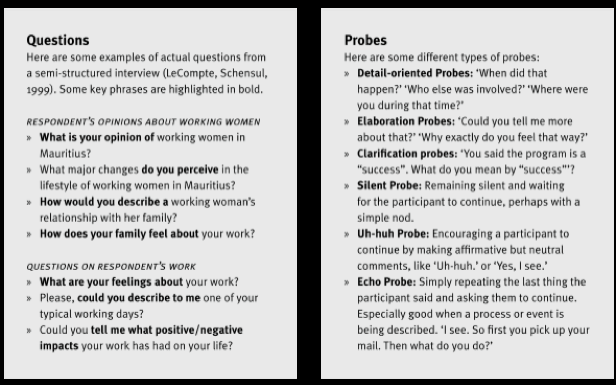 Questions
Here are some examples of actual questions from
a semi-structured interview (LeCompte, Schensul,
1999). Some key phrases are highlighted in bold.
RESPONDENT'S OPINIONS ABOUT WORKING WOMEN
» What is your opinion of working women in
Mauritius?
» What major changes do you perceive in the
lifestyle of working women in Mauritius?
» How would you describe a working woman's
relationship with her family?
» How does your family feel about your work?
QUESTIONS ON RESPONDENT'S WORK
» What are your feelings about your work?
» Please, could you describe to me one of your
typical working days?
» Could you tell me what positive/negative
impacts your work has had on your life?
Probes
Here are some different types of probes:
» Detail-oriented Probes: ‘When did that
happen?’ ‘Who else was involved?’ ‘Where were
you during that time?’
» Elaboration Probes: ‘Could you tell me more
about that?’ ‘Why exactly do you feel that way?’
» Clarification probes: ‘You said the program is a
“success”. What do you mean by “success”’?
» Silent Probe: Remaining silent and waiting
for the participant to continue, perhaps with a
simple nod.
» Uh-huh Probe: Encouraging a participant to
continue by making affirmative but neutral
comments, like ‘Uh-huh.’ or ‘Yes, I see.’
» Echo Probe: Simply repeating the last thing the
participant said and asking them to continue.
Especially good when a process or event is
being described. ‘I see. So first you pick up your
mail. Then what do you do?’